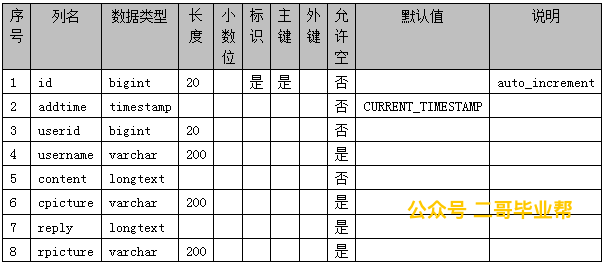 序号 列名 数据类型 长度 小数位 标识 主键 外键 允许空 默认值 说明
1 id bigint 20 是 是 否 auto_increment
2 addtime timestamp 否 CURRENT_TIMESTAMP
3 userid bigint 20 否
4 username varchar 200 是
5 content longtext 否
6 cpicture varchar 200 是
公众号 二哥毕业帮
7 reply longtext 是
8 rpicture varchar 200 是